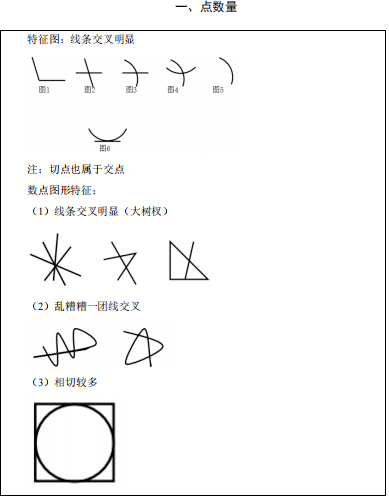 一、点数量
特征图：线条交叉明显
图1 图2 图3 图4 图5
图6
注：切点也属于交点
数点图形特征：
（1）线条交叉明显（大树杈）
（2）乱糟糟一团线交叉
（3）相切较多